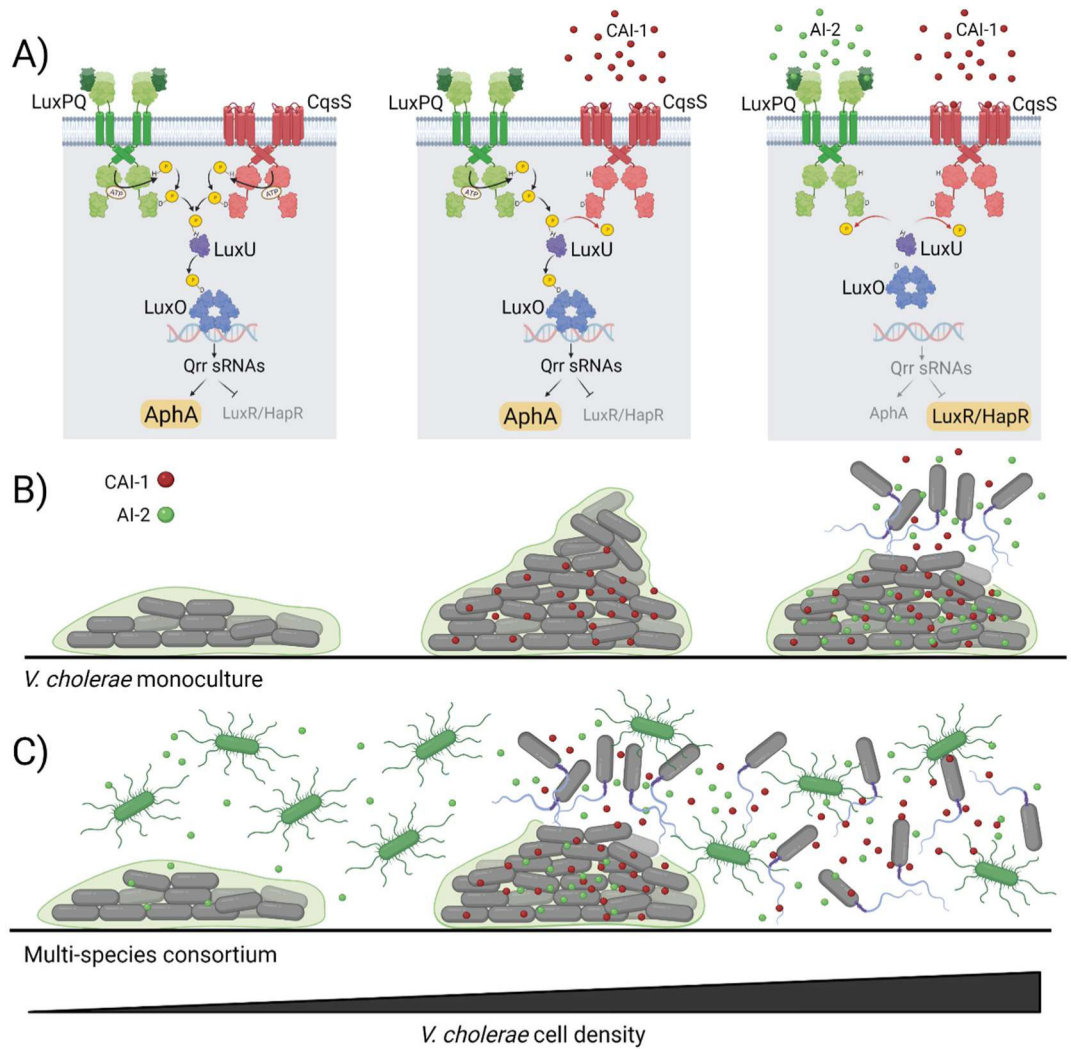 A)
CAI-1
AI-2
CAI-1
LuxPQ
CqsS
LuxPQ
CqsS
LuxPQ
CqsS
H
P
P
H
ATP
ATP
P
P
D
D
P
H
LuxU
P
D
LuxO
Qrr sRNAs
AphA
LuxR/HapR
H
P
H
ATP
P
D
D
P
P
H
LuxU
P
D
LuxO
Qrr sRNAs
AphA
LuxR/HapR
H
H
D
D
P
P
H
LuxU
D
LuxO
Qrr sRNAs
AphA
LuxR/HapR
B)
CAI-1
AI-2
V. cholerae monoculture
C)
Multi-species consortium
V. cholerae cell density